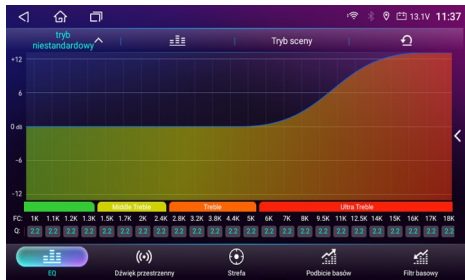 13.1V 11:37
tryb
niestandardowy
Tryb sceny
+12
6
0 dB
-6
-12
Middle Treble Treble Ultra Treble
FC: 1K 1.1K 1.2K 1.3K 1.5K 1.7K 2K 2.4K 2.8K 3.2K 3.8K 4.4K 5K 6K 7K 8K 9.5K 11K 12.5K 14K 15K 16K 17K 18K
Q: 2.2 2.2 2.2 2.2 2.2 2.2 2.2 2.2 2.2 2.2 2.2 2.2 2.2 2.2 2.2 2.2 2.2 2.2 2.2 2.2 2.2 2.2 2.2 2.2
EQ Dźwięk przestrzenny Strefa Podbicie basów Filtr basowy